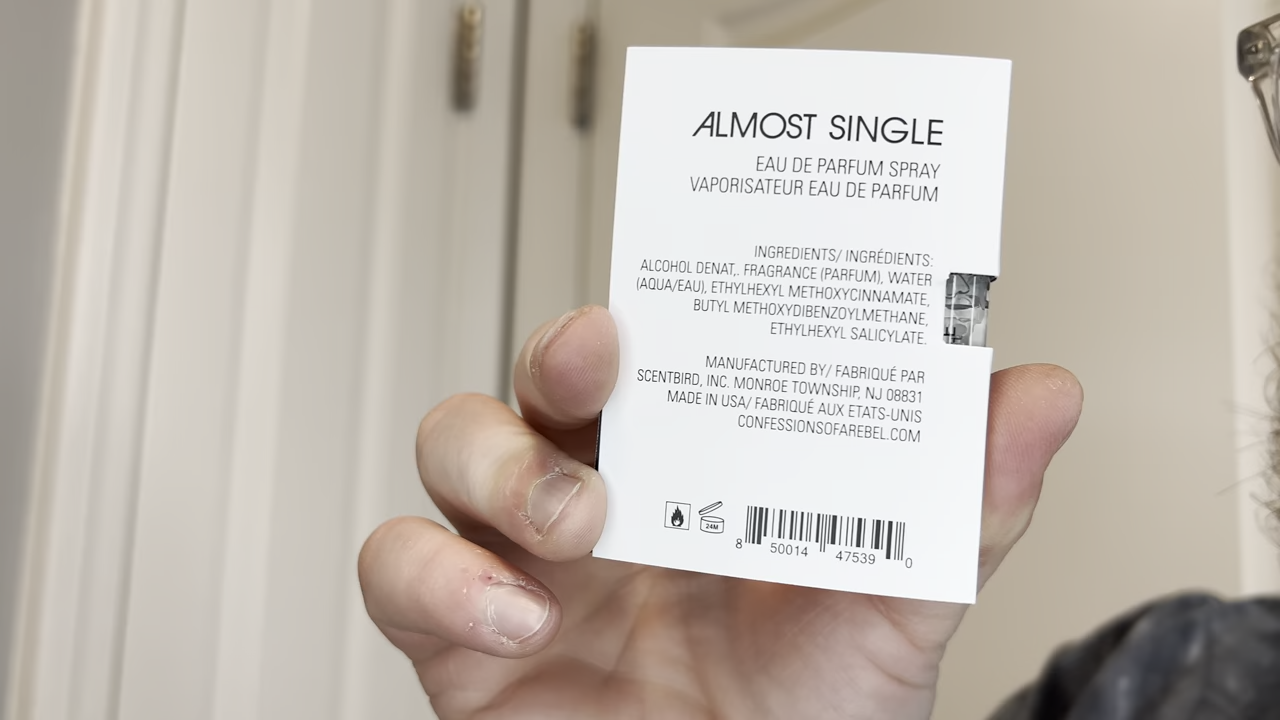 ALMOST SINGLE
EAU DE PARFUM SPRAY
VAPORISATEUR EAU DE PARFUM
INGREDIENTS/ INGRÉDIENTS:
ALCOHOL DENAT,. FRAGRANCE (PARFUM), WATER
(AQUA/EAU), ETHYLHEXYL METHOXYCINNAMATE,
BUTYL METHOXYDIBENZOYLMETHANE,
ETHYLHEXYL SALICYLATE.
MANUFACTURED BY/ FABRIQUÉ PAR
SCENTBIRD, INC. MONROE TOWNSHIP, NJ 08831
MADE IN USA/ FABRIQUÉ AUX ETATS-UNIS
CONFESSIONSOFAREBEL.COM
24M
8 50014 47539 0